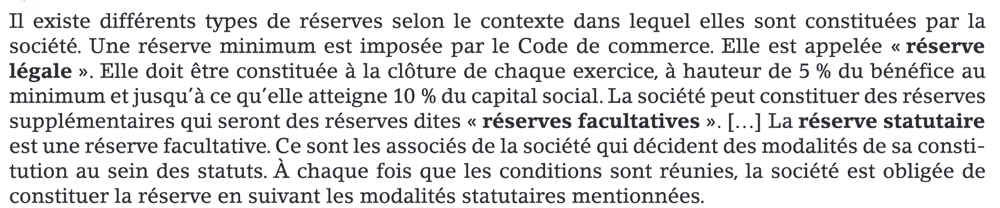 Il existe différents types de réserves selon le contexte dans lequel elles sont constituées par la
société. Une réserve minimum est imposée par le Code de commerce. Elle est appelée « réserve
légale ». Elle doit être constituée à la clôture de chaque exercice, à hauteur de 5 % du bénéfice au
minimum et jusqu'à ce qu'elle atteigne 10 % du capital social. La société peut constituer des réserves
supplémentaires qui seront des réserves dites « réserves facultatives ». [...] La réserve statutaire
est une réserve facultative. Ce sont les associés de la société qui décident des modalités de sa consti-
tution au sein des statuts. À chaque fois que les conditions sont réunies, la société est obligée de
constituer la réserve en suivant les modalités statutaires mentionnées.